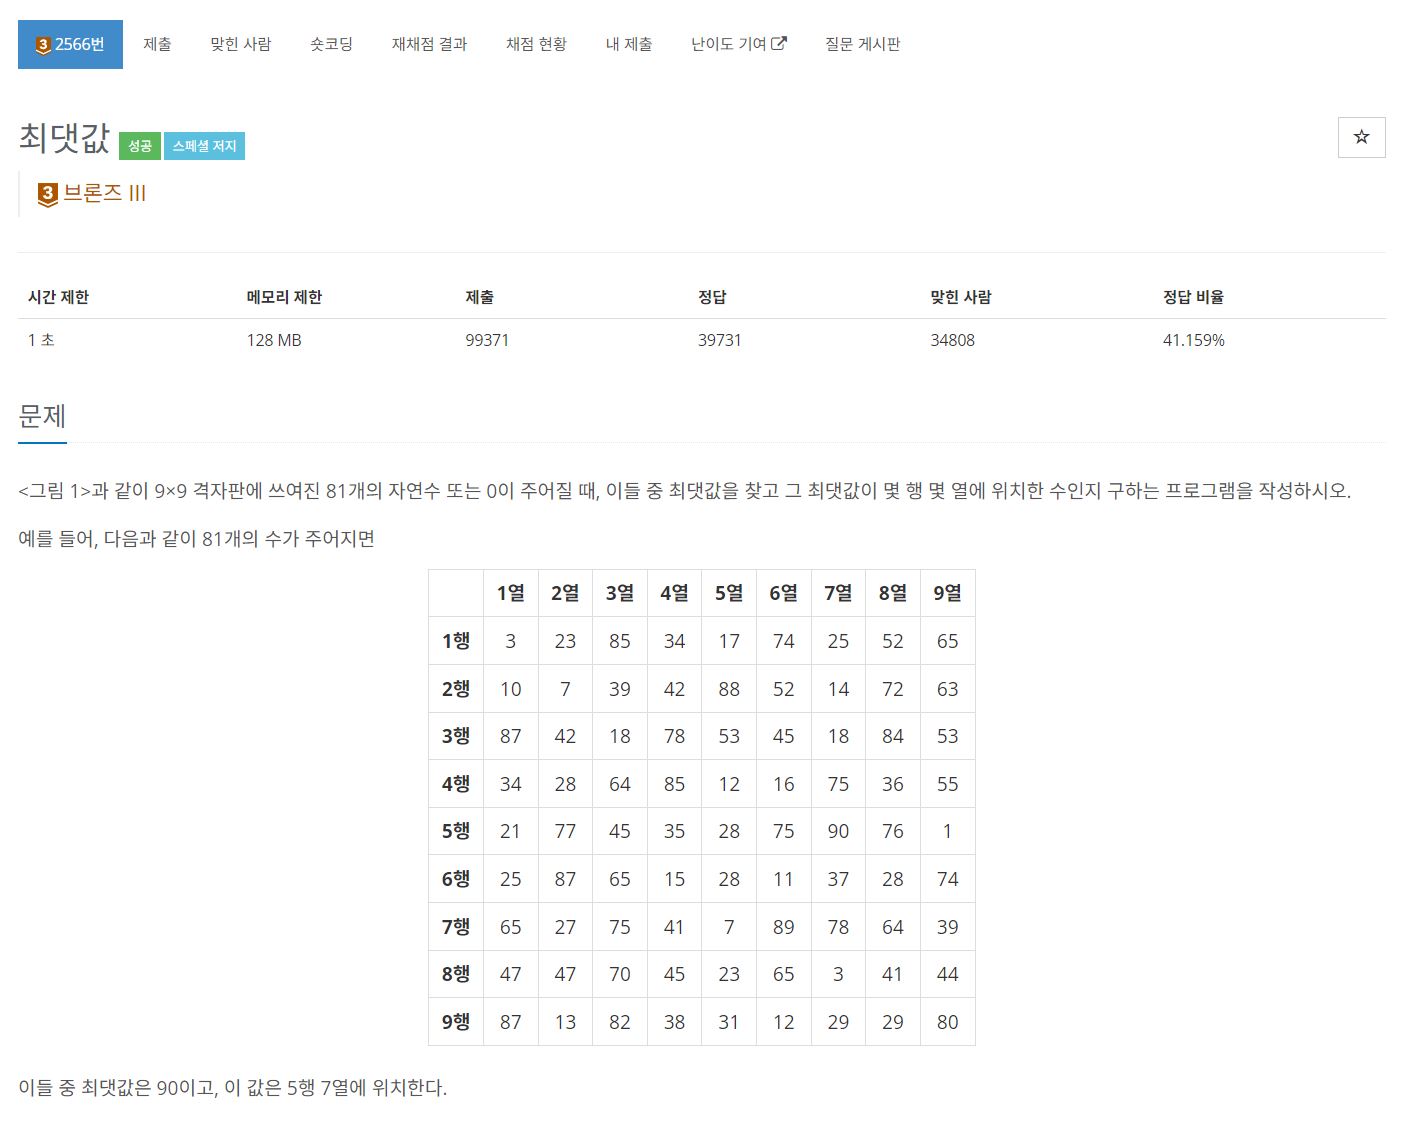 3 2566번 제출 맞힌 사람 숏코딩 재채점 결과 채점 현황 내 제출 난이도 기여 질문 게시판
최댓값 성공 스페셜 저지
3 브론즈 III
시간 제한 메모리 제한 제출 정답 맞힌 사람 정답 비율
1 초 128 MB 99371 39731 34808 41.159%
문제
<그림 1>과 같이 9×9 격자판에 쓰여진 81개의 자연수 또는 0이 주어질 때, 이들 중 최댓값을 찾고 그 최댓값이 몇 행 몇 열에 위치한 수인지 구하는 프로그램을 작성하시오.
예를 들어, 다음과 같이 81개의 수가 주어지면
1열 2열 3열 4열 5열 6열 7열 8열 9열
1행 3 23 85 34 17 74 25 52 65
2행 10 7 39 42 88 52 14 72 63
3행 87 42 18 78 53 45 18 84 53
4행 34 28 64 85 12 16 75 36 55
5행 21 77 45 35 28 75 90 76 1
6행 25 87 65 15 28 11 37 28 74
7행 65 27 75 41 7 89 78 64 39
8행 47 47 70 45 23 65 3 41 44
9행 87 13 82 38 31 12 29 29 80
이들 중 최댓값은 90이고, 이 값은 5행 7열에 위치한다.